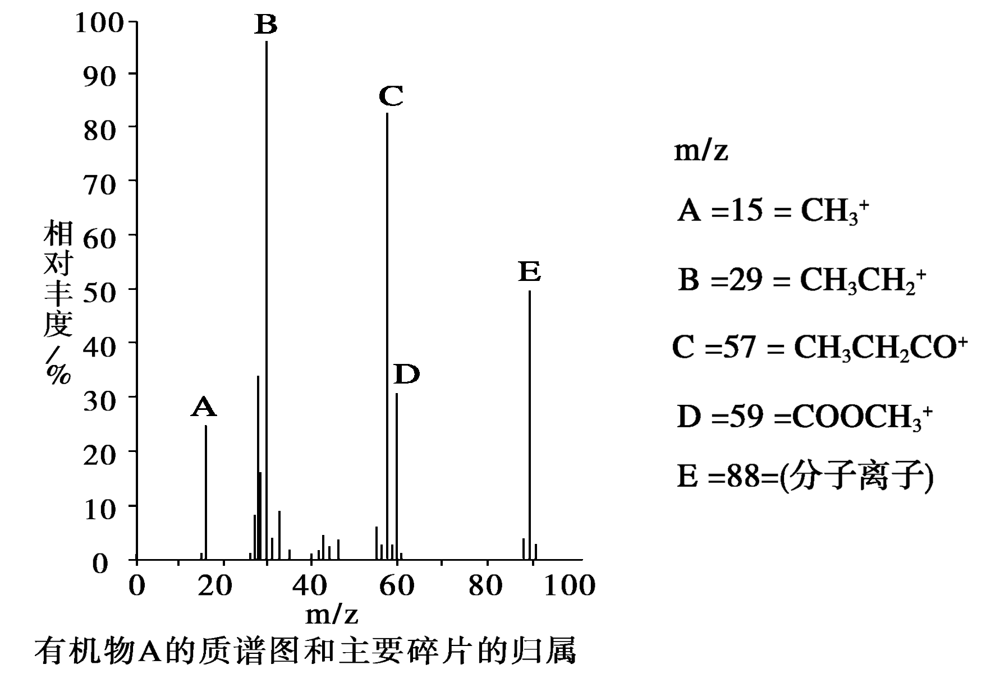 100
90
80
70
60
50
40
30
20
10
0
相对丰度/%
A
B
C
D
E
0 20 40 60 80 100
m/z
有机物A的质谱图和主要碎片的归属
m/z
A =15 = CH₃⁺
B =29 = CH₃CH₂⁺
C =57 = CH₃CH₂CO⁺
D =59 =COOCH₃⁺
E =88=(分子离子)